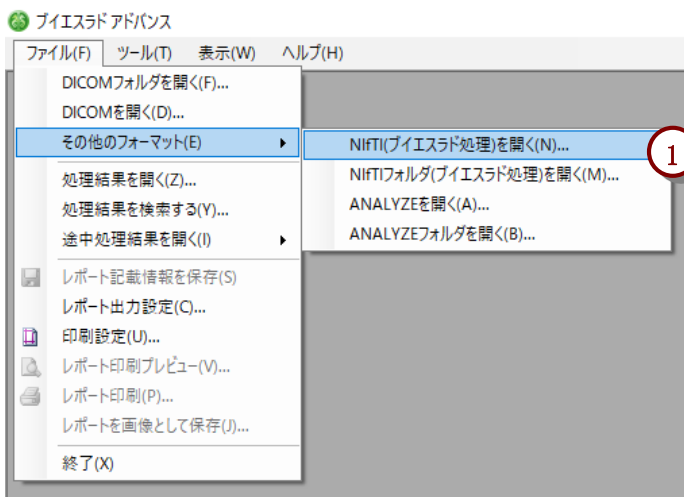 ブイエスラド アドバンス
ファイル(F) ツール(T) 表示(W) ヘルプ(H)
DICOMフォルダを開く(F)...
DICOMを開く(D)...
その他のフォーマット(E)
NIfTI(ブイエスラド処理)を開く(N)...
1
NIfTIフォルダ(ブイエスラド処理)を開く(M)...
ANALYZEを開く(A)...
ANALYZEフォルダを開く(B)...
処理結果を開く(Z)...
処理結果を検索する(Y)...
途中処理結果を開く(I)
レポート記載情報を保存(S)
レポート出力設定(C)...
印刷設定(U)...
レポート印刷プレビュー(V)...
レポート印刷(P)...
レポートを画像として保存(J)...
終了(X)